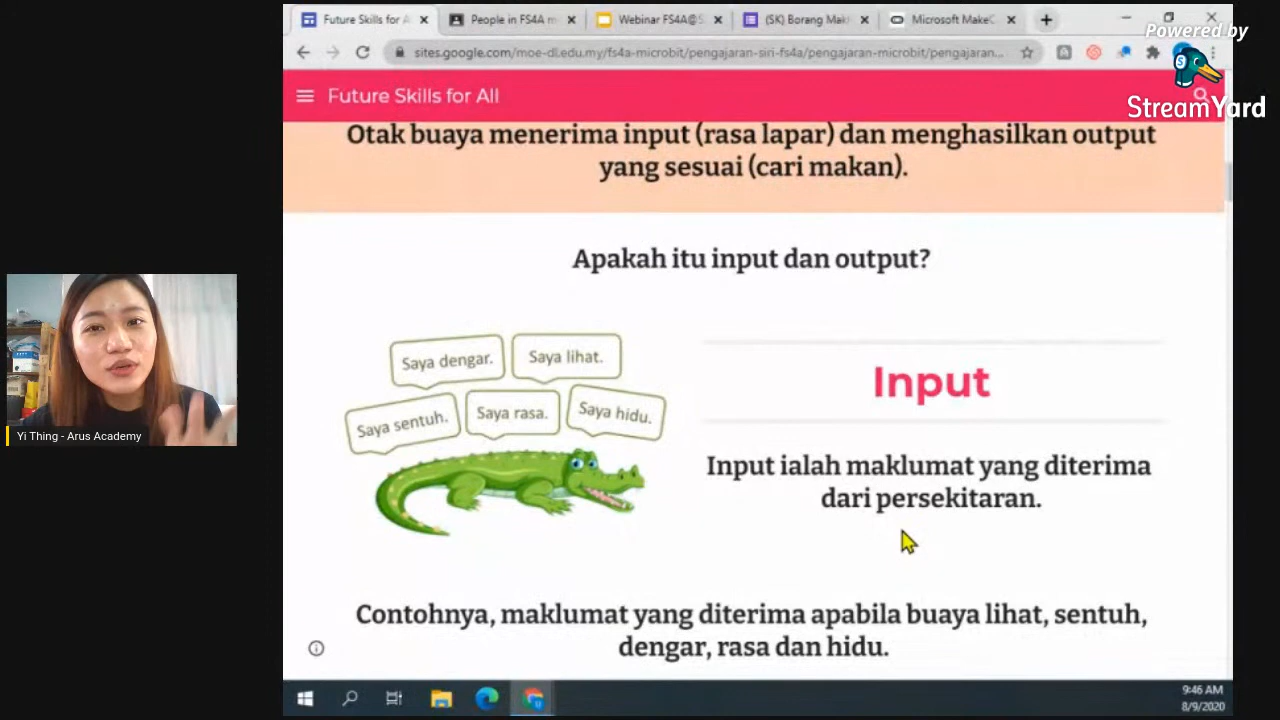 Future Skills for A
People in FS4A m
Webinar FS4A@S
(SK) Borang Mak
Microsoft MakeC
Powered by
StreamYard
sites.google.com/moe-dl.edu.my/fs4a-microbit/pengajaran-siri-fs4a/pengajaran-microbit/pengajaran...
Future Skills for All
Otak buaya menerima input (rasa lapar) dan menghasilkan output
yang sesuai (cari makan).
Apakah itu input dan output?
Saya dengar.
Saya lihat.
Saya sentuh.
Saya rasa.
Saya hidu.
Input
Input ialah maklumat yang diterima
dari persekitaran.
Contohnya, maklumat yang diterima apabila buaya lihat, sentuh,
dengar, rasa dan hidu.
Yi Thing - Arus Academy
9:46 AM
8/9/2020